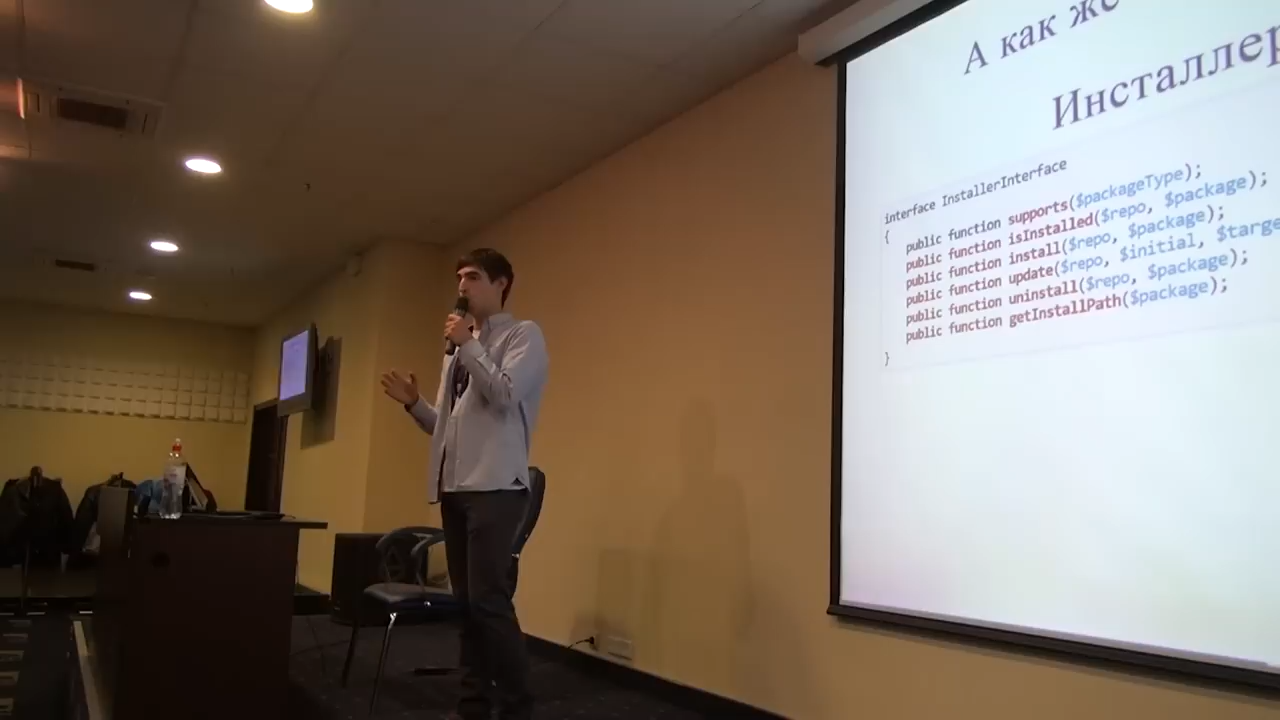 А как же
Инсталлер
interface InstallerInterface
{
public function supports($packageType);
public function isInstalled($repo, $package);
public function install($repo, $package);
public function update($repo, $initial, $targe
public function uninstall($repo, $package);
public function getInstallPath($package);
}